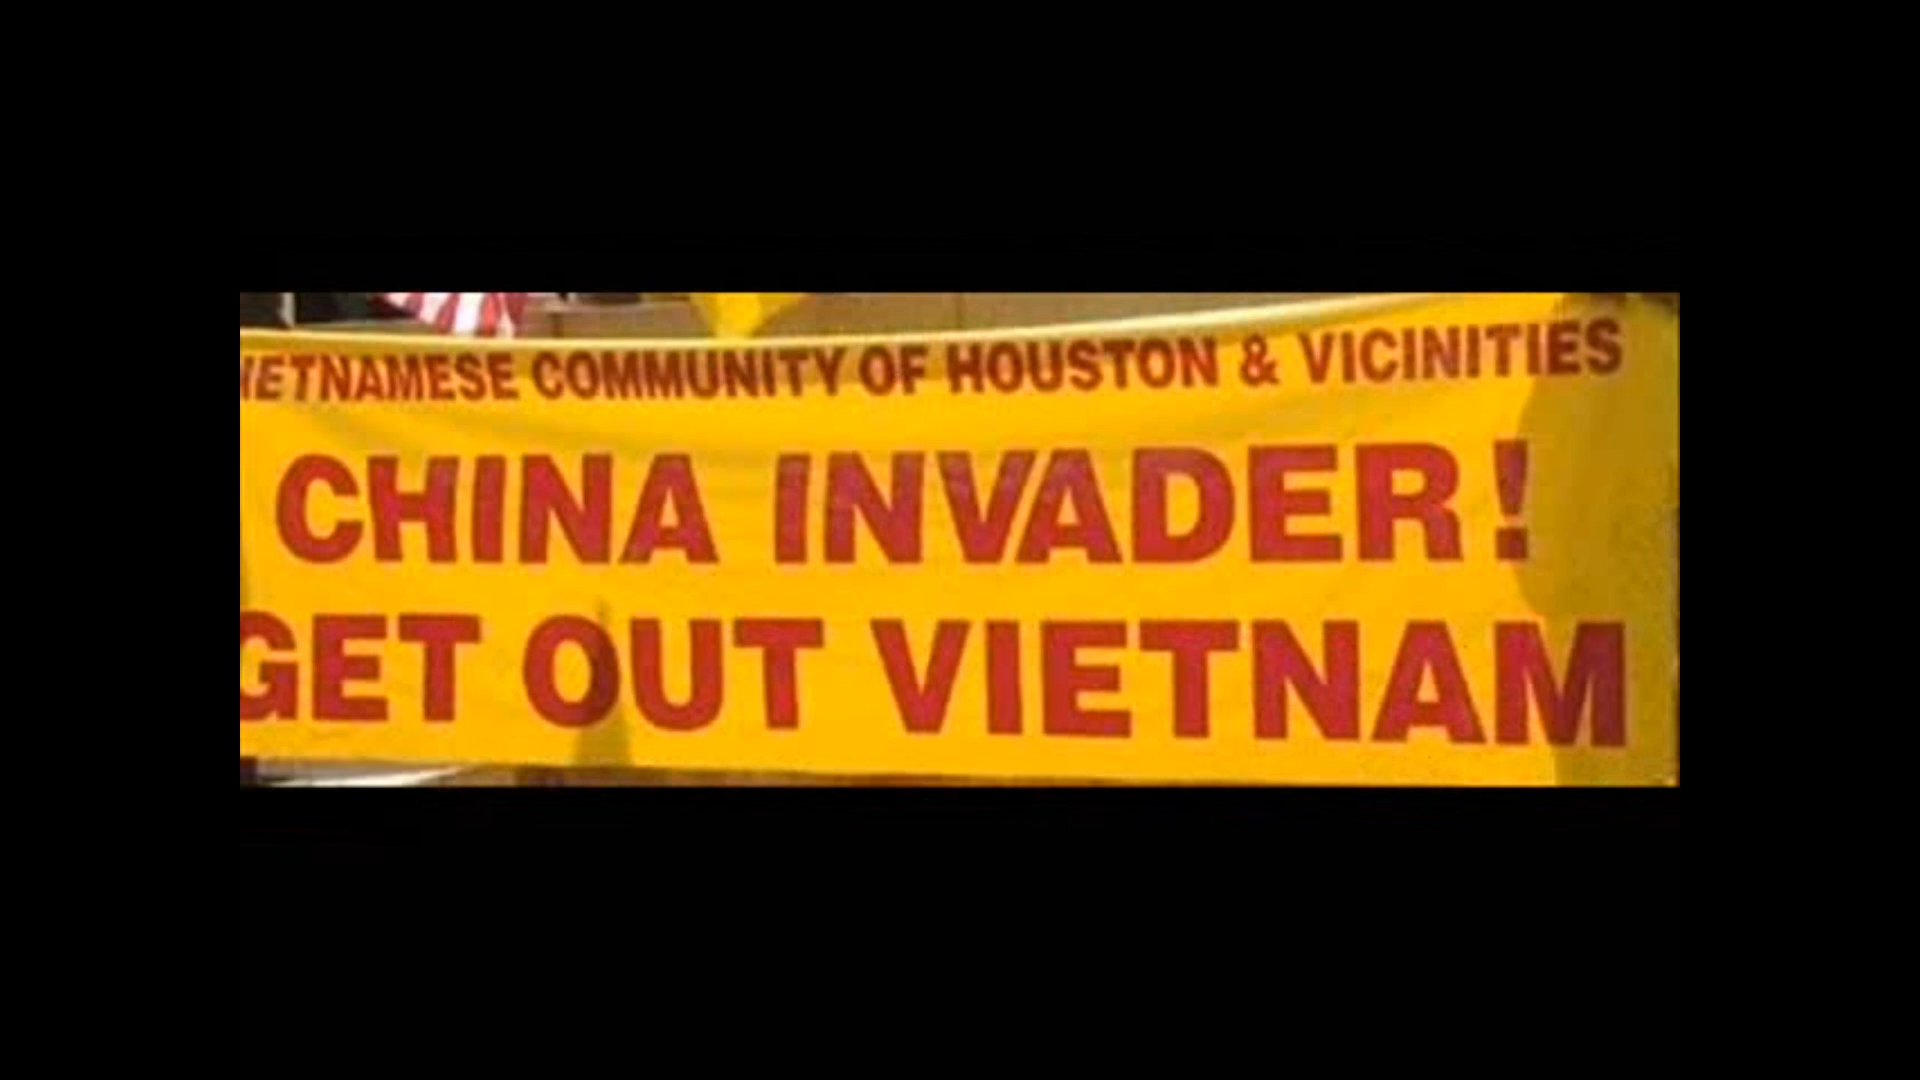 IETNAMESE COMMUNITY OF HOUSTON & VICINITIES
CHINA INVADER!
GET OUT VIETNAM